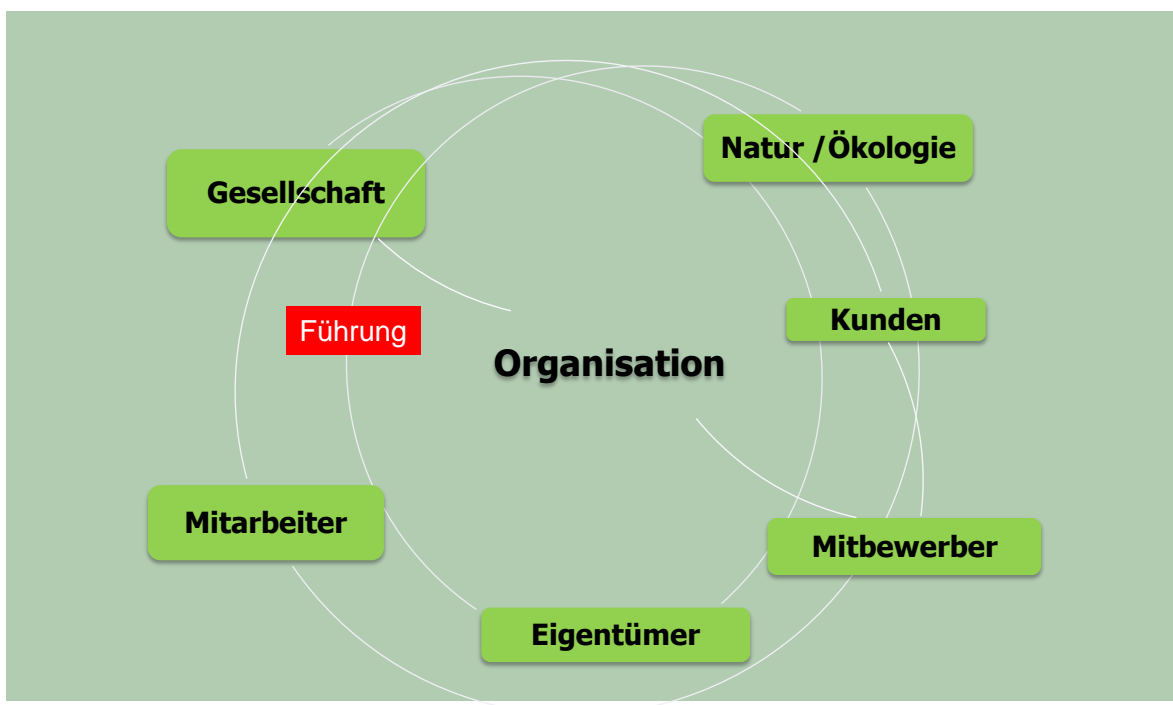 Natur /Ökologie
Gesellschaft
Kunden
Führung
Organisation
Mitarbeiter
Mitbewerber
Eigentümer